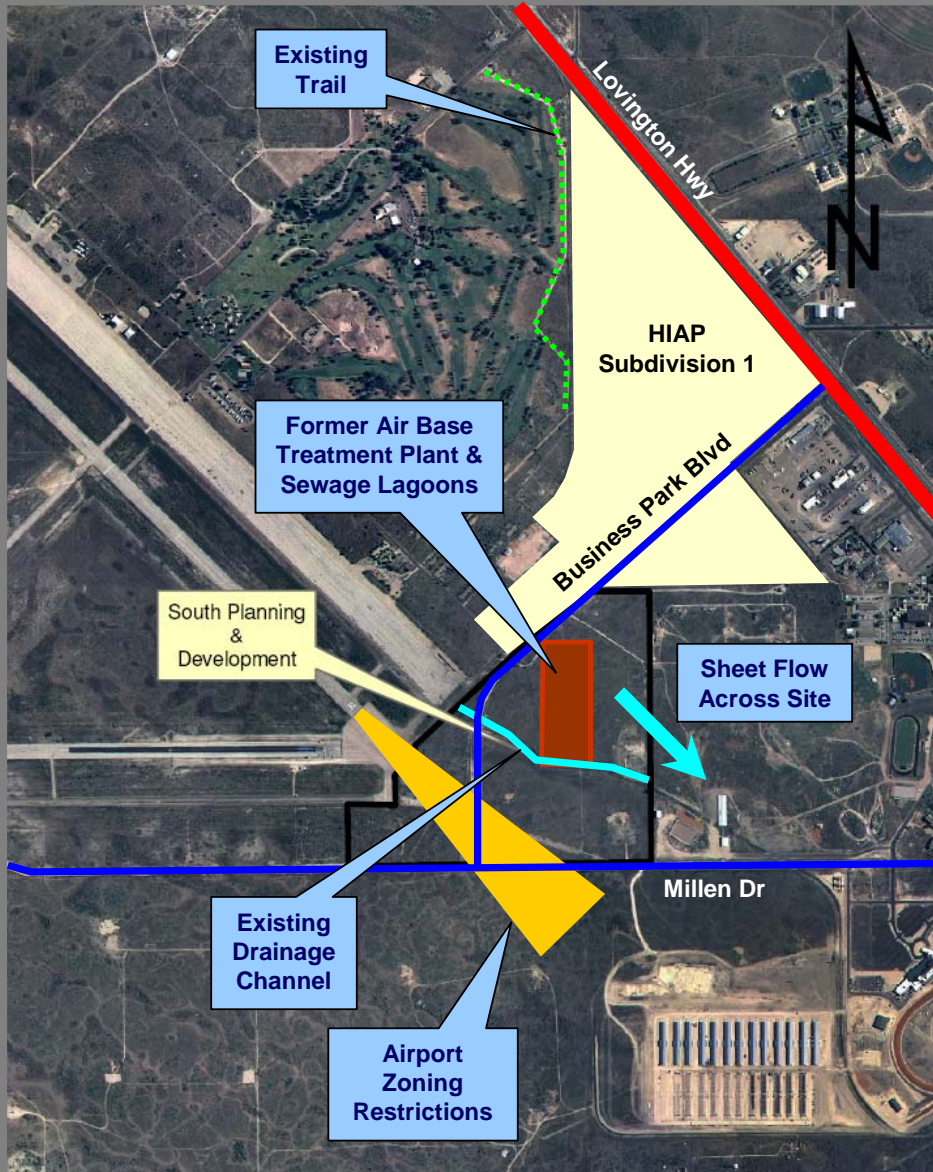 Existing
Trail
Lovington Hwy
N
HIAP
Subdivision 1
Former Air Base
Treatment Plant &
Sewage Lagoons
Business Park Blvd
South Planning
&
Development
Sheet Flow
Across Site
Millen Dr
Existing
Drainage
Channel
Airport
Zoning
Restrictions